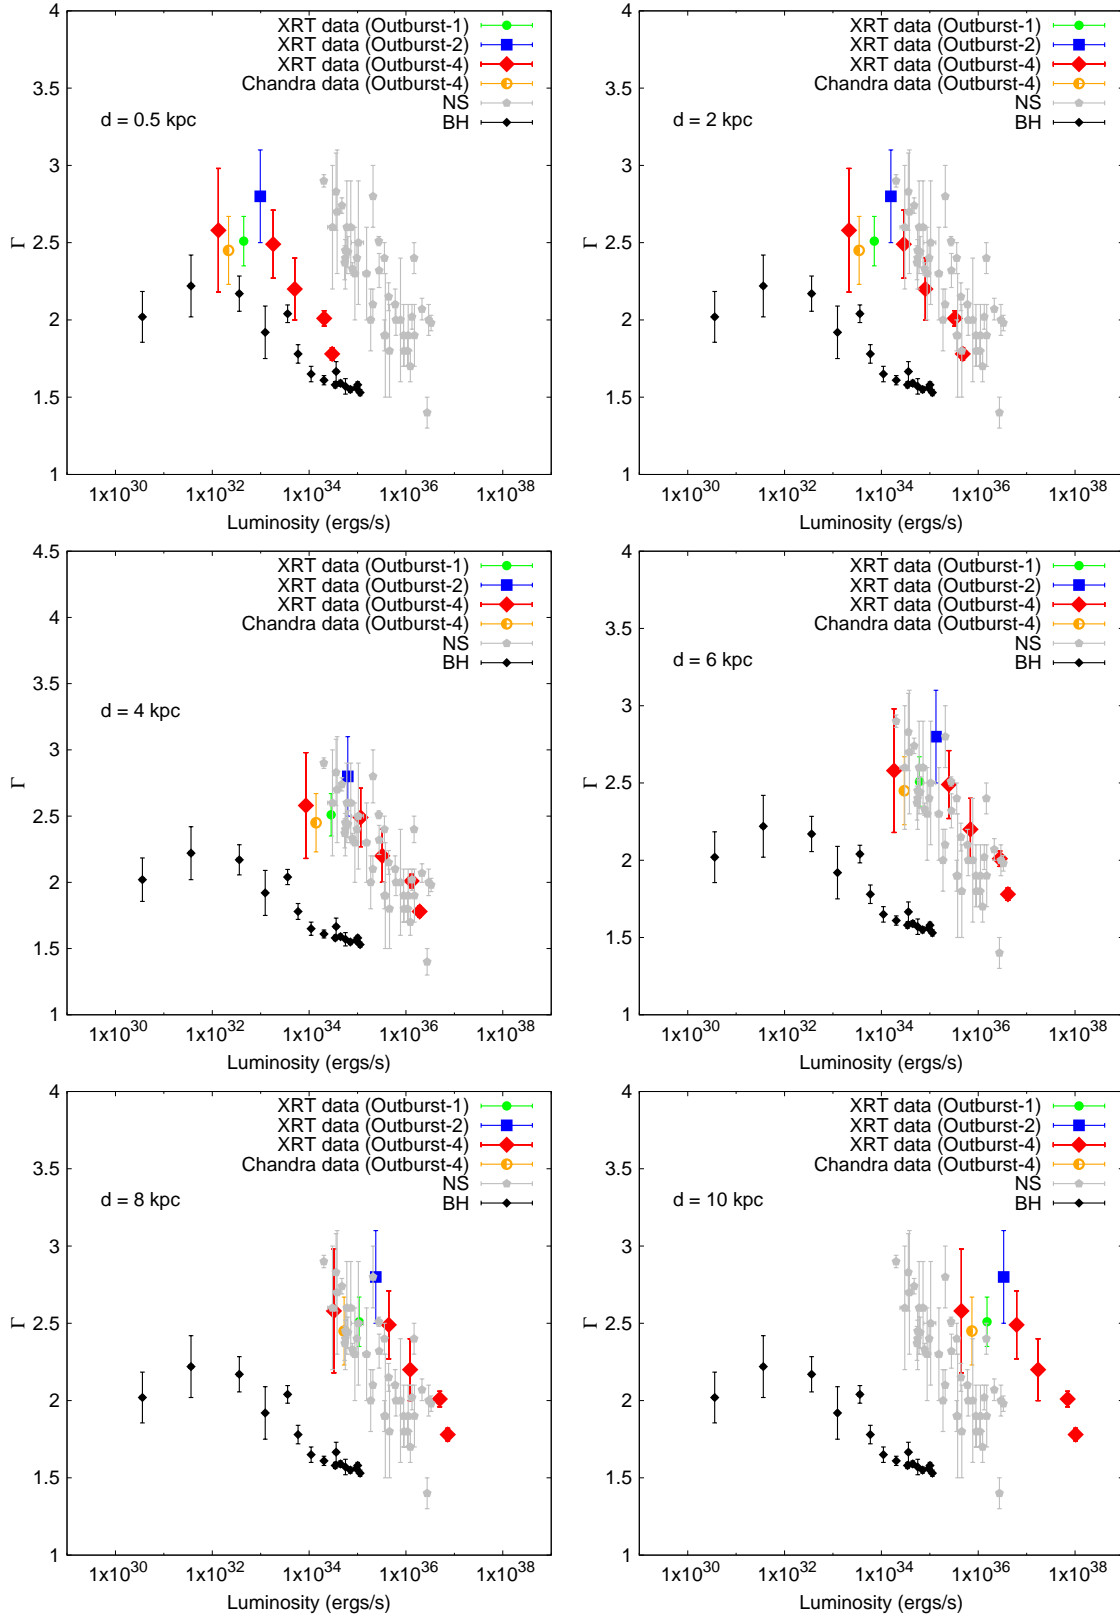 XRT data (Outburst-1)
XRT data (Outburst-2)
XRT data (Outburst-4)
Chandra data (Outburst-4)
NS
BH
d = 0.5 kpc
4
3.5
3
2.5
2
1.5
1
Γ
1x10^30 1x10^32 1x10^34 1x10^36 1x10^38
Luminosity (ergs/s)
XRT data (Outburst-1)
XRT data (Outburst-2)
XRT data (Outburst-4)
Chandra data (Outburst-4)
NS
BH
d = 2 kpc
4
3.5
3
2.5
2
1.5
1
Γ
1x10^30 1x10^32 1x10^34 1x10^36 1x10^38
Luminosity (ergs/s)
XRT data (Outburst-1)
XRT data (Outburst-2)
XRT data (Outburst-4)
Chandra data (Outburst-4)
NS
BH
d = 4 kpc
4.5
4
3.5
3
2.5
2
1.5
1
Γ
1x10^30 1x10^32 1x10^34 1x10^36 1x10^38
Luminosity (ergs/s)
XRT data (Outburst-1)
XRT data (Outburst-2)
XRT data (Outburst-4)
Chandra data (Outburst-4)
NS
BH
d = 6 kpc
4
3.5
3
2.5
2
1.5
1
Γ
1x10^30 1x10^32 1x10^34 1x10^36 1x10^38
Luminosity (ergs/s)
XRT data (Outburst-1)
XRT data (Outburst-2)
XRT data (Outburst-4)
Chandra data (Outburst-4)
NS
BH
d = 8 kpc
4
3.5
3
2.5
2
1.5
1
Γ
1x10^30 1x10^32 1x10^34 1x10^36 1x10^38
Luminosity (ergs/s)
XRT data (Outburst-1)
XRT data (Outburst-2)
XRT data (Outburst-4)
Chandra data (Outburst-4)
NS
BH
d = 10 kpc
4
3.5
3
2.5
2
1.5
1
Γ
1x10^30 1x10^32 1x10^34 1x10^36 1x10^38
Luminosity (ergs/s)